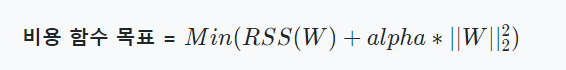 비용 함수 목표 = Min(RSS(W) + alpha * ||W||₂²)